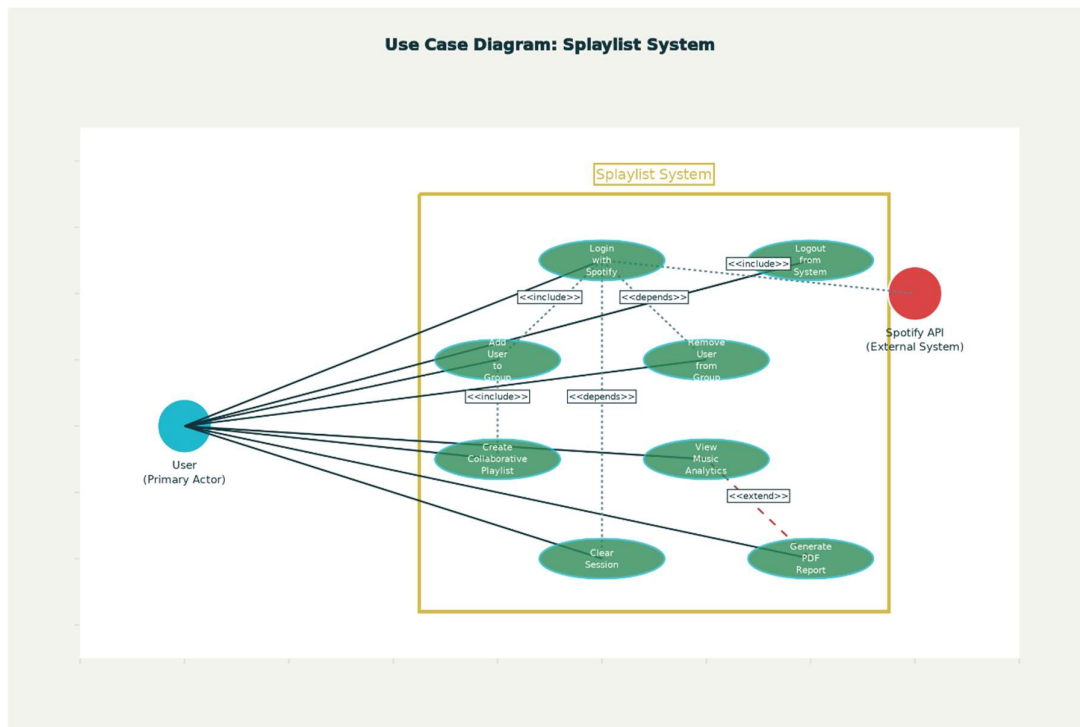 Use Case Diagram: Splaylist System
Splaylist System
Login
with
Spotify
Logout
from
System
<<include>>
<<include>>
<<depends>>
Spotify API
(External System)
Add
User
to
Group
Remove
User
from
Group
<<include>>
<<depends>>
User
(Primary Actor)
Create
Collaborative
Playlist
View
Music
Analytics
<<extend>>
Clear
Session
Generate
PDF
Report